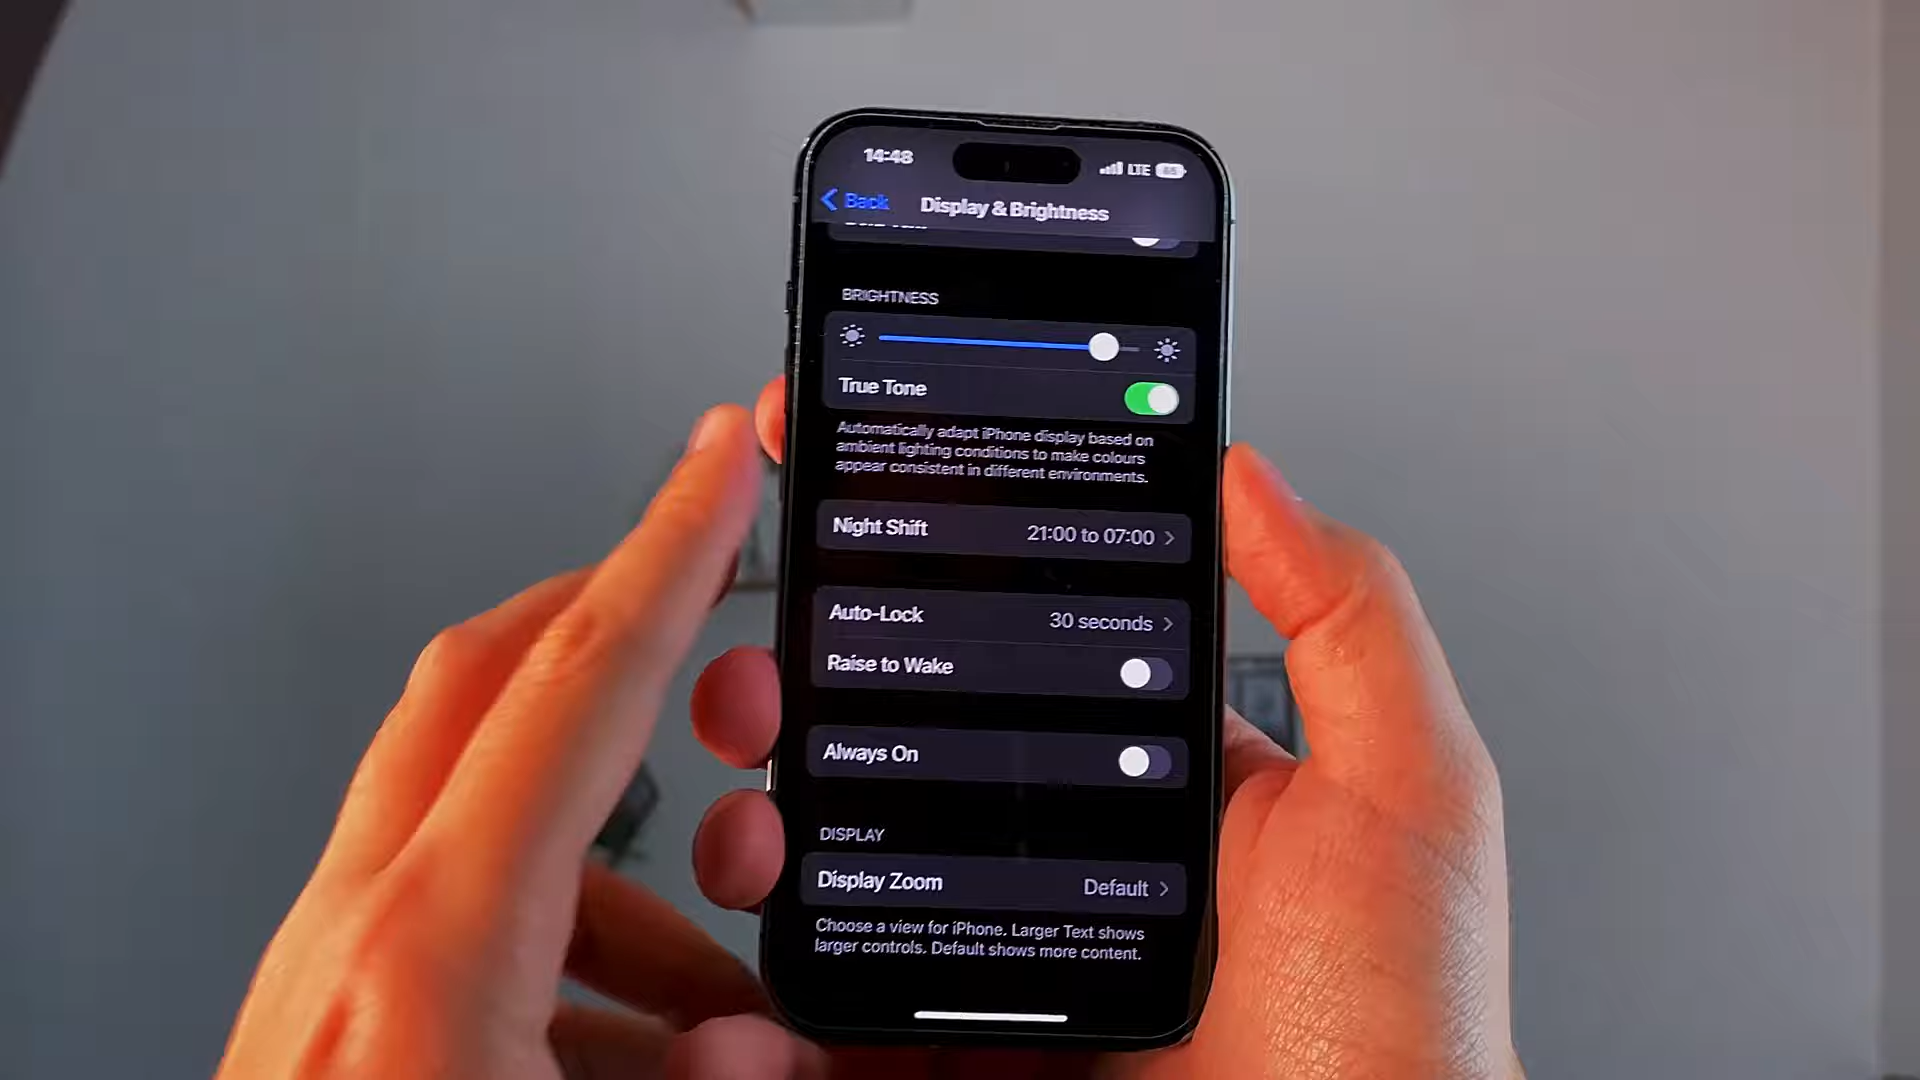 14:48
LTE
Back
Display & Brightness
BRIGHTNESS
True Tone
Automatically adapt iPhone display based on
ambient lighting conditions to make colours
appear consistent in different environments.
Night Shift 21:00 to 07:00
Auto-Lock 30 seconds
Raise to Wake
Always On
DISPLAY
Display Zoom Default
Choose a view for iPhone. Larger Text shows
larger controls. Default shows more content.